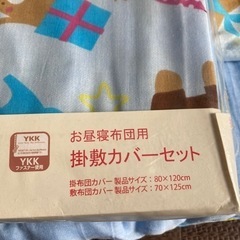 YKK
YKK
ファスナー使用
お昼寝布団用
掛敷カバーセット
掛布団カバー 製品サイズ：80×120cm
敷布団カバー 製品サイズ：70×125cm